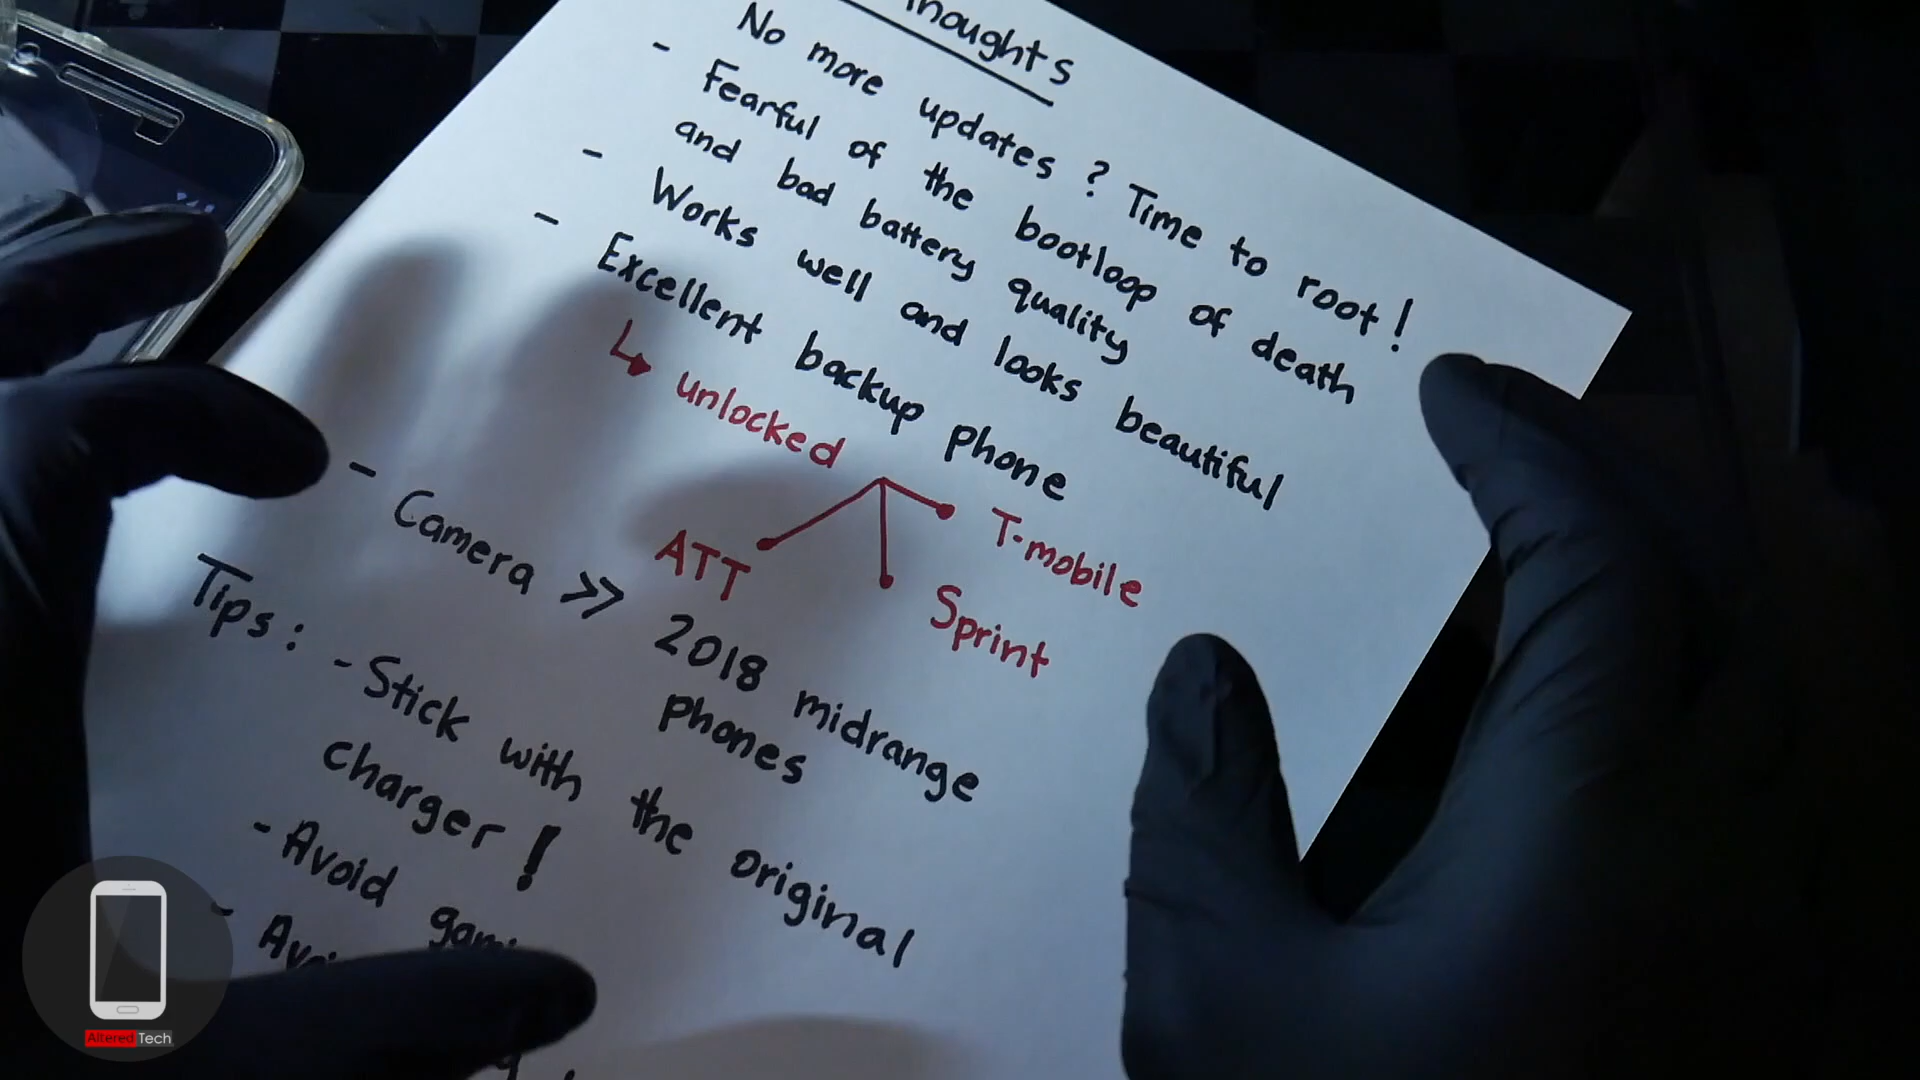 Thoughts
No more updates ? Time to root !
- Fearful of the bootloop of death
and bad battery quality
- Works well and looks beautiful
- Excellent backup phone
unlocked
ATT
T-mobile
Sprint
- Camera >> 2018 midrange
phones
Tips : - Stick with the original
charger !
- Avoid
-
Altered Tech